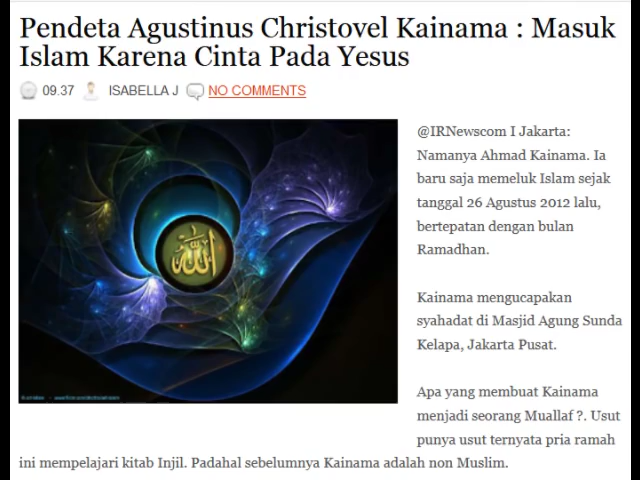 Pendeta Agustinus Christovel Kainama : Masuk
Islam Karena Cinta Pada Yesus
09.37 ISABELLA J NO COMMENTS
@IRNewscom I Jakarta:
Namanya Ahmad Kainama. Ia
baru saja memeluk Islam sejak
tanggal 26 Agustus 2012 lalu,
bertepatan dengan bulan
Ramadhan.
Kainama mengucapakan
syahadat di Masjid Agung Sunda
Kelapa, Jakarta Pusat.
Apa yang membuat Kainama
menjadi seorang Muallaf ?. Usut
punya usut ternyata pria ramah
ini mempelajari kitab Injil. Padahal sebelumnya Kainama adalah non Muslim.
الله